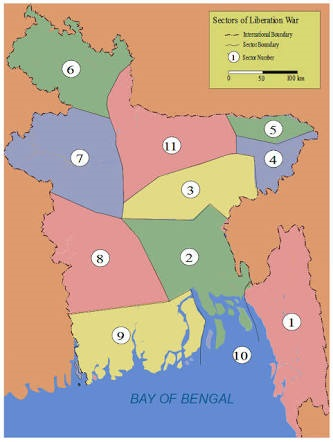 Sectors of Liberation War
International Boundary
Sector Boundary
1 Sector Number
0 50 100 km
6
5
11
7
4
3
8
2
1
9
10
BAY OF BENGAL